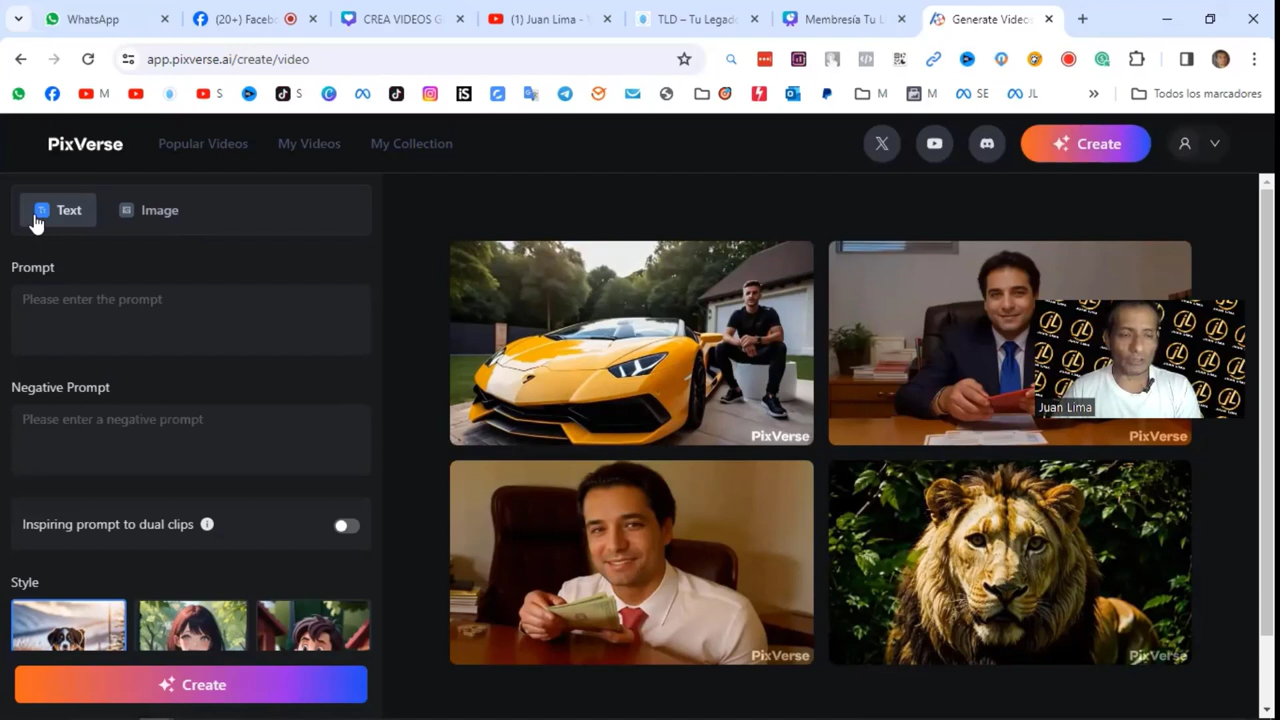 WhatsApp
(20+) Faceb
CREA VIDEOS G
(1) Juan Lima -
TLD – Tu Legad
Membresía Tu L
Generate Videos
app.pixverse.ai/create/video
M
S
S
M
M
SE
JL
Todos los marcadores
PixVerse
Popular Videos
My Videos
My Collection
Create
Text
Image
Prompt
Please enter the prompt
Negative Prompt
Please enter a negative prompt
Inspiring prompt to dual clips
Style
Create
PixVerse
PixVerse
PixVerse
PixVerse
Juan Lima